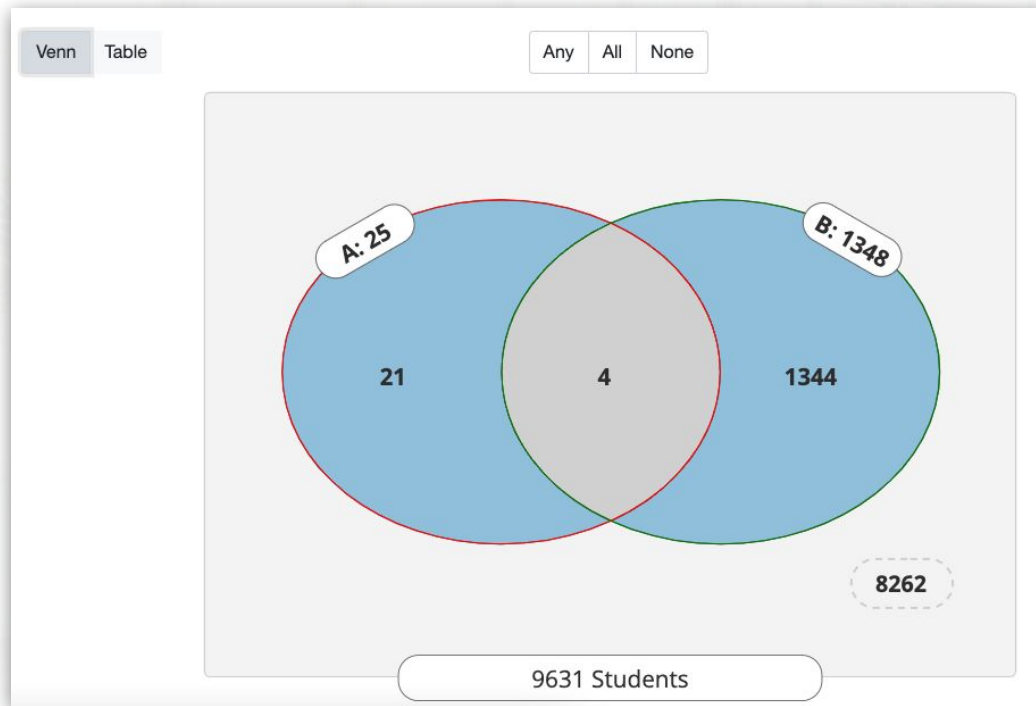 Venn Table Any All None
A: 25 B: 1348
21 4 1344
8262
9631 Students